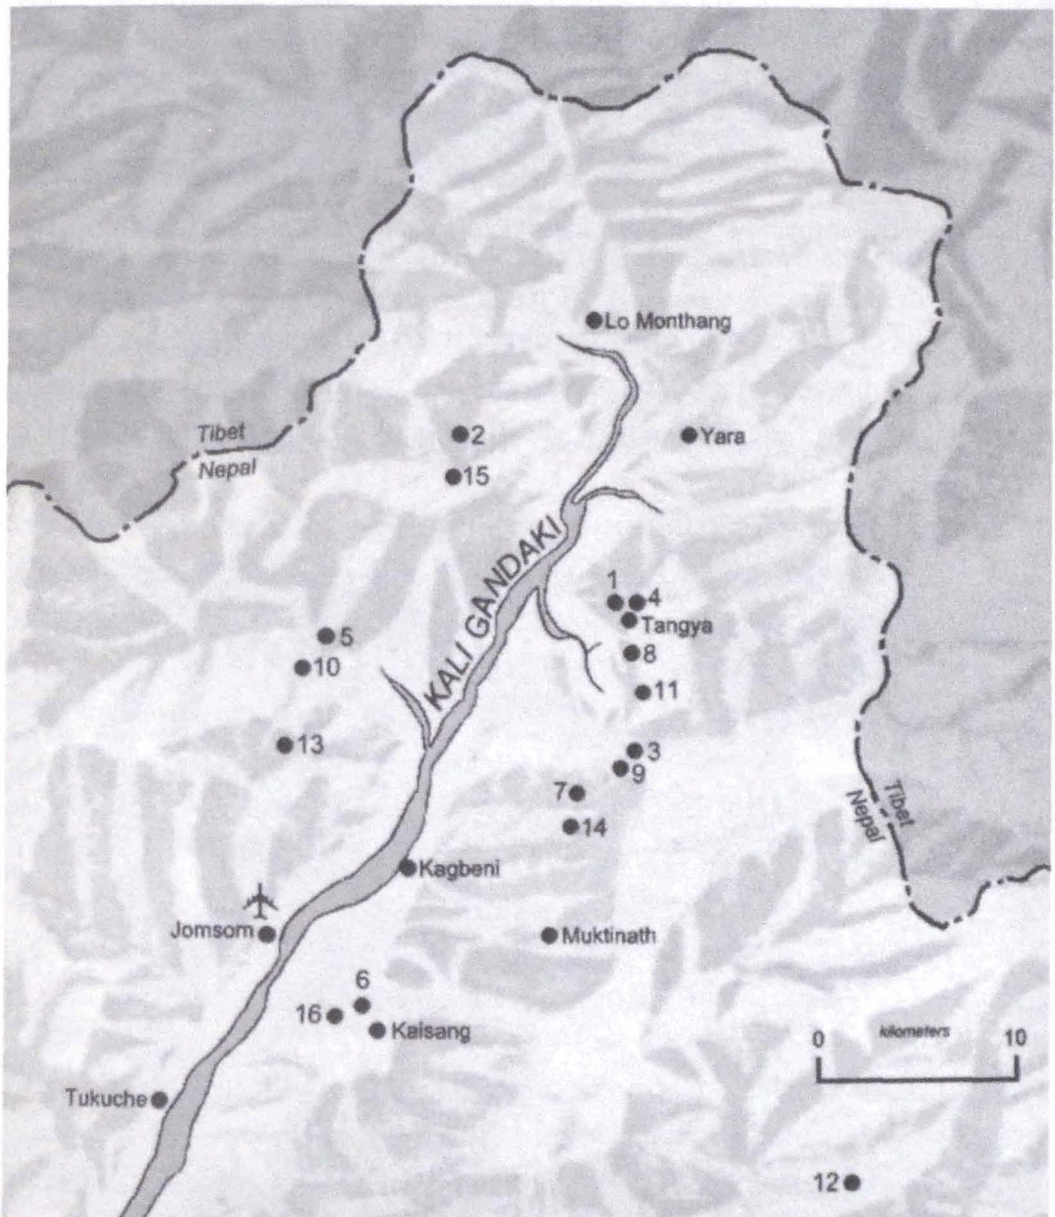 Lo Monthang
2
Yara
Tibet
Nepal
15
KALI GANDAKI
1
4
Tangya
5
8
10
11
13
3
9
7
14
Tibet
Nepal
Kagbeni
Jomsom
Muktinath
6
16
Kaisang
0 kilometers 10
Tukuche
12